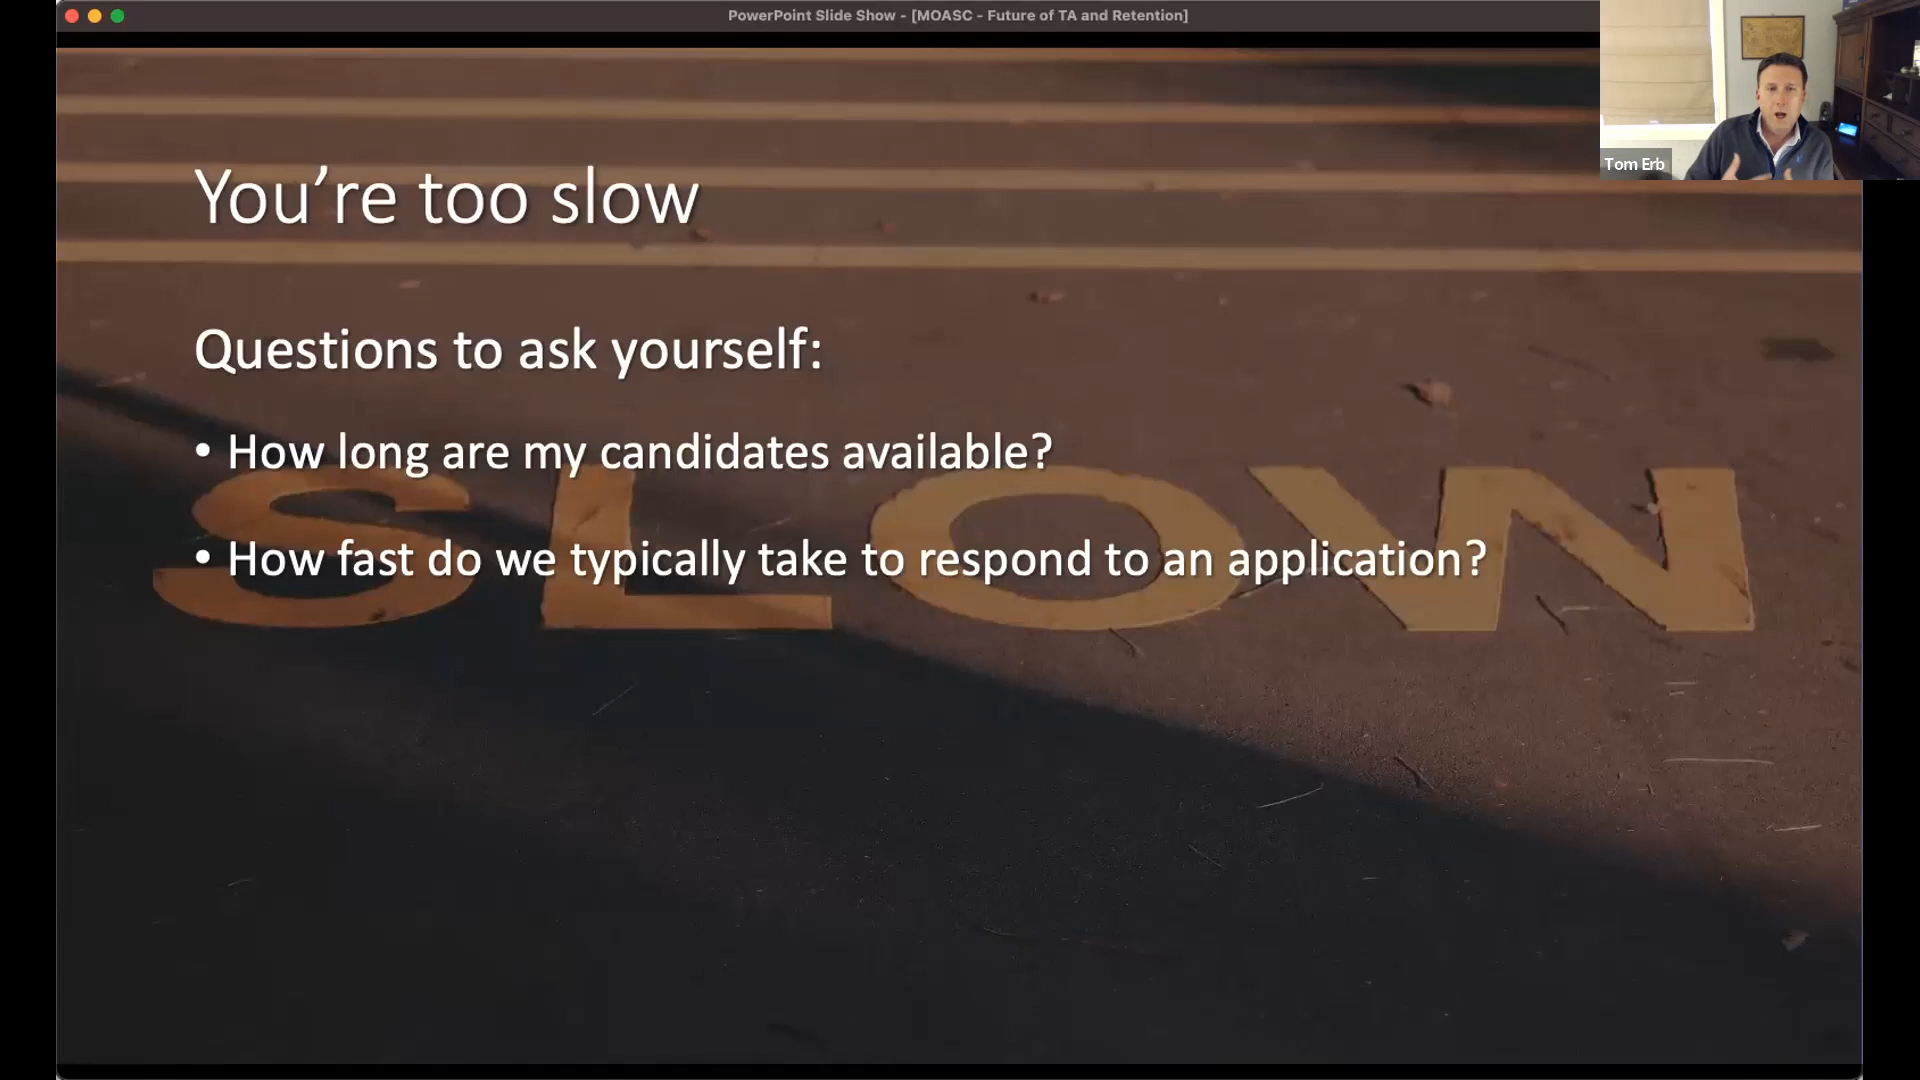 PowerPoint Slide Show - [MOASC - Future of TA and Retention]
Tom Erb
You’re too slow
Questions to ask yourself:
• How long are my candidates available?
• How fast do we typically take to respond to an application?
SLOW